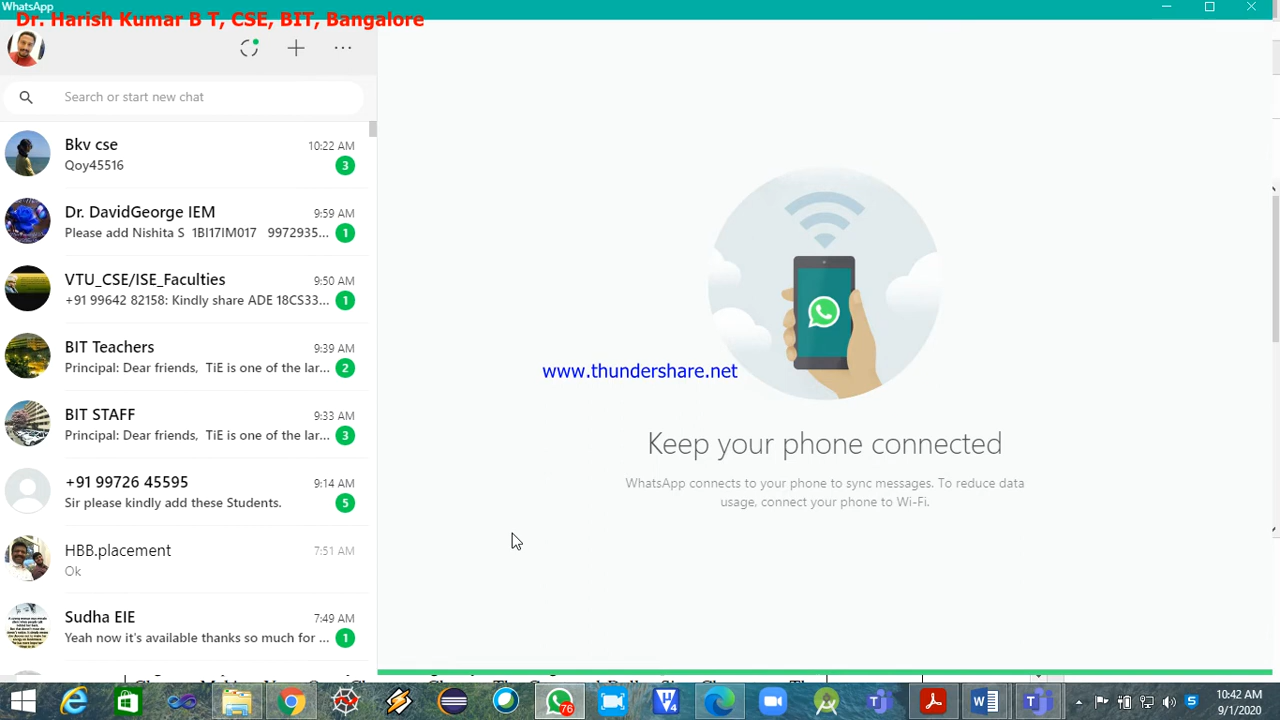 WhatsApp
Dr. Harish Kumar B T, CSE, BIT, Bangalore
Search or start new chat
Bkv cse 10:22 AM
Qoy45516 3
Dr. DavidGeorge IEM 9:59 AM
Please add Nishita S 1BI17IM017 9972935... 1
VTU_CSE/ISE_Faculties 9:50 AM
+91 99642 82158: Kindly share ADE 18CS33... 1
BIT Teachers 9:39 AM
Principal: Dear friends, TiE is one of the lar... 2
BIT STAFF 9:33 AM
Principal: Dear friends, TiE is one of the lar... 3
+91 99726 45595 9:14 AM
Sir please kindly add these Students. 5
HBB.placement 7:51 AM
Ok
Sudha EIE 7:49 AM
Yeah now it's available thanks so much for ... 1
www.thundershare.net
Keep your phone connected
WhatsApp connects to your phone to sync messages. To reduce data
usage, connect your phone to Wi-Fi.
76
10:42 AM
9/1/2020